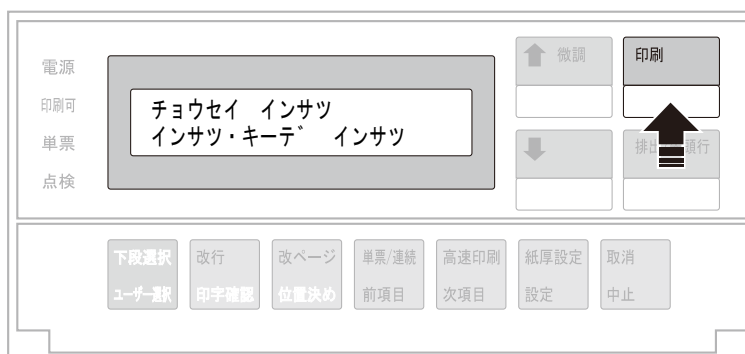 電源
印刷可
単票
点検
チョウセイ インサツ
インサツ・キーデ゛ インサツ
微調
印刷
排出 頭行
下段選択
ユーザー選択
改行
印字確認
改ページ
位置決め
単票/連続
前項目
高速印刷
次項目
紙厚設定
設定
取消
中止